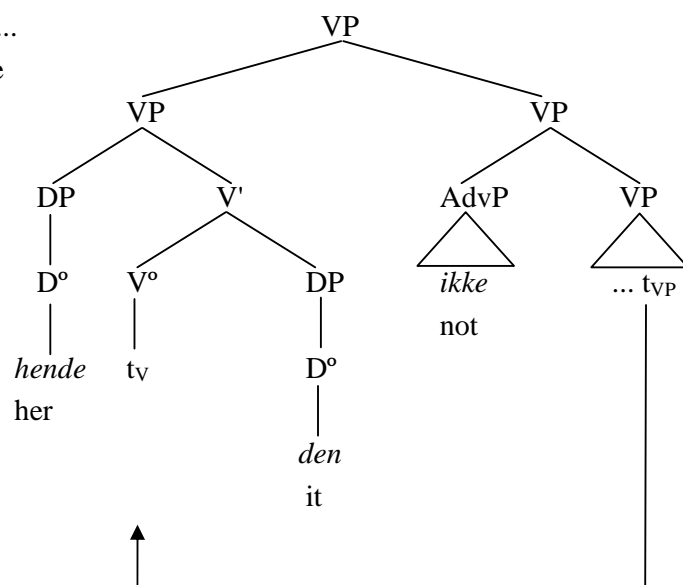 ...
VP
e
VP VP
DP V' AdvP VP
Dº Vº DP ikke ... tVP
not
hende tV Dº
her
den
it